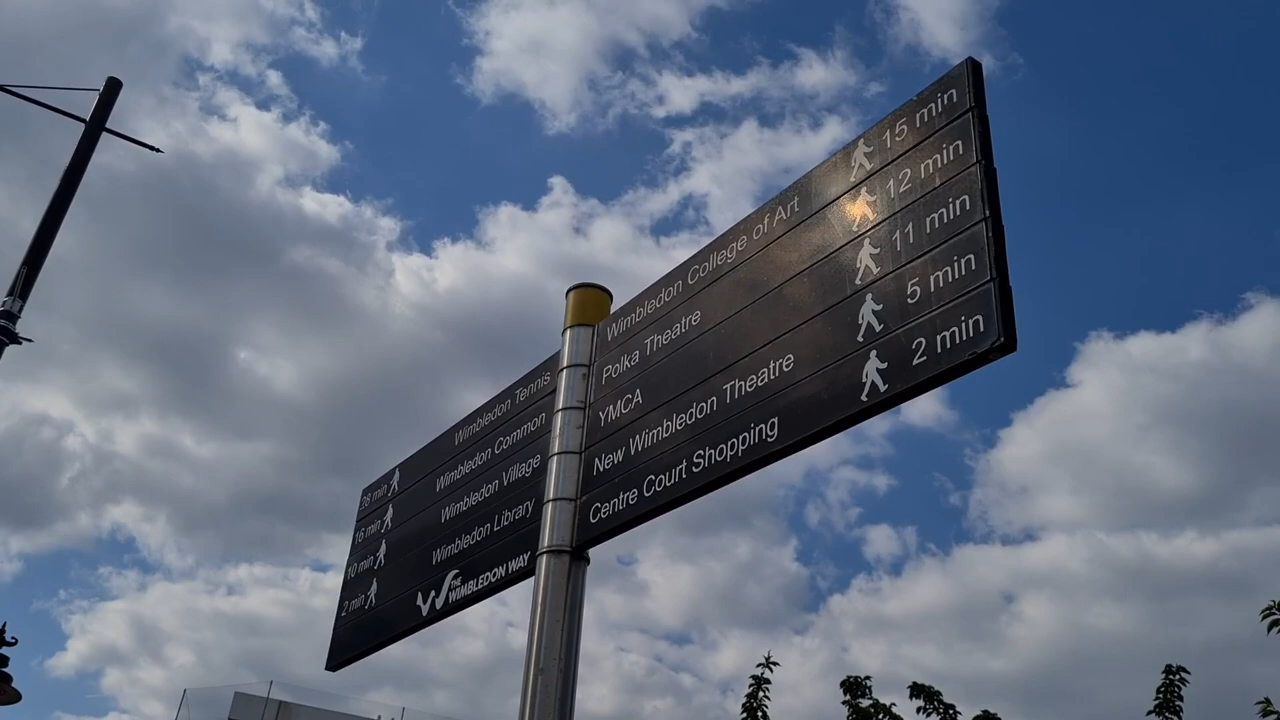 28 min Wimbledon Tennis
16 min Wimbledon Common
10 min Wimbledon Village
2 min Wimbledon Library
THE
WIMBLEDON WAY
Wimbledon College of Art 15 min
Polka Theatre 12 min
YMCA 11 min
New Wimbledon Theatre 5 min
Centre Court Shopping 2 min